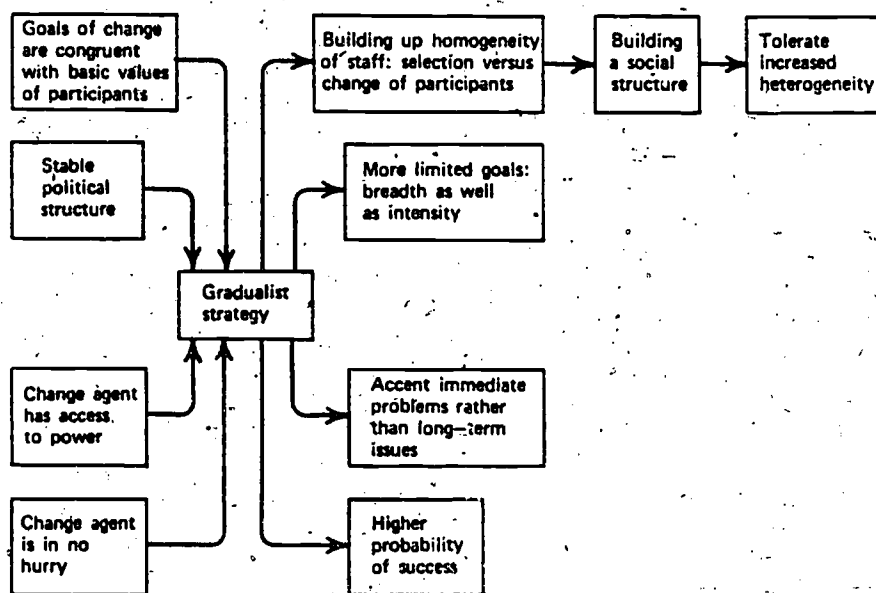 Goals of change
are congruent
with basic values
of participants
Building up homogeneity
of staff: selection versus
change of participants
Building
a social
structure
Tolerate
increased
heterogeneity
Stable
political
structure
More limited goals:
breadth as well
as intensity
Gradualist
strategy
Change agent
has access
to power
Accent immediate
problems rather
than long-term
issues
Change agent
is in no
hurry
Higher
probability
of success